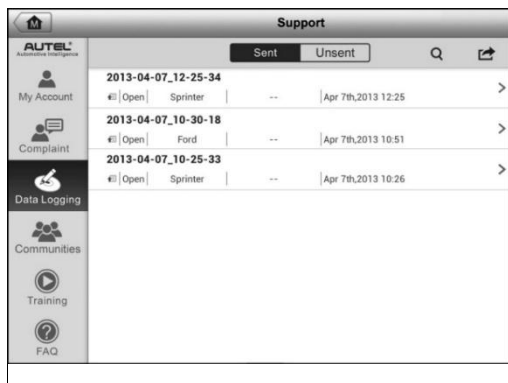 M
Support
AUTEL
Automotive Intelligence
Sent
Unsent
My Account
2013-04-07_12-25-34
Open Sprinter -- Apr 7th,2013 12:25
Complaint
2013-04-07_10-30-18
Open Ford -- Apr 7th,2013 10:51
Data Logging
2013-04-07_10-25-33
Open Sprinter -- Apr 7th,2013 10:26
Communities
Training
FAQ